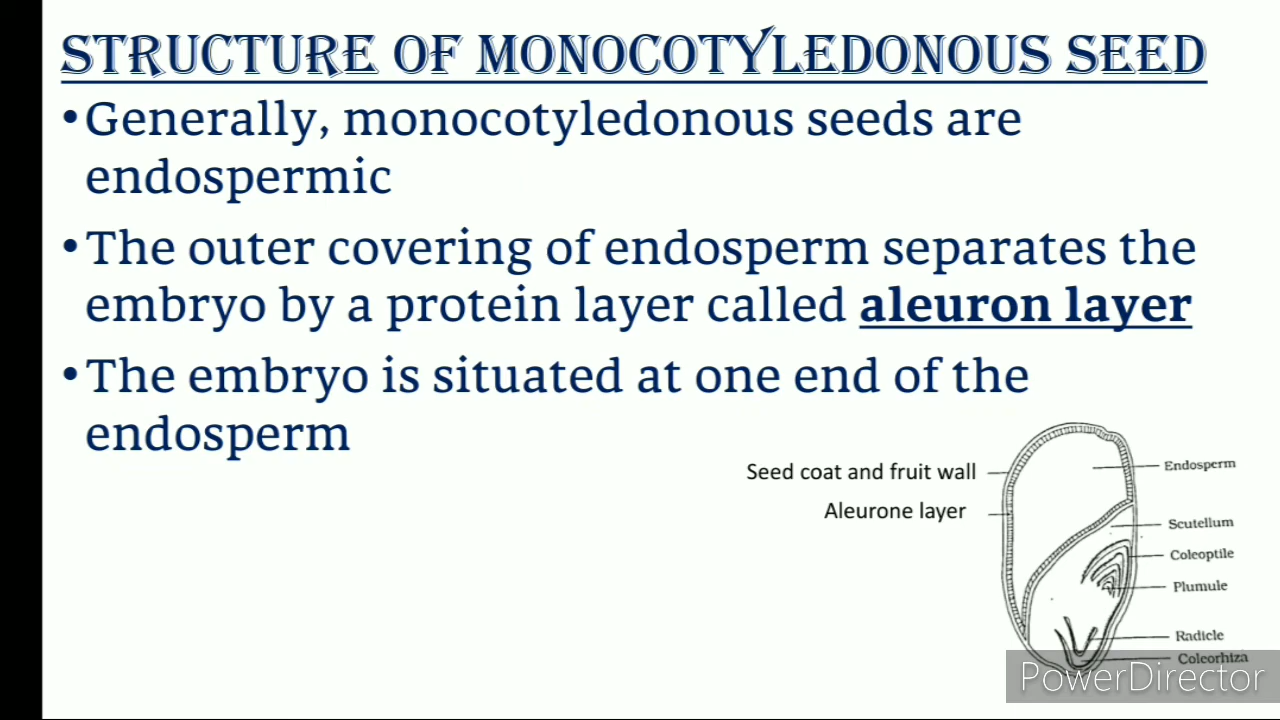 STRUCTURE OF MONOCOTYLEDONOUS SEED
•Generally, monocotyledonous seeds are
endospermic
•The outer covering of endosperm separates the
embryo by a protein layer called aleuron layer
•The embryo is situated at one end of the
endosperm
Seed coat and fruit wall
Aleurone layer
Endosperm
Scutellum
Coleoptile
Plumule
Radicle
Coleorhiza
PowerDirector